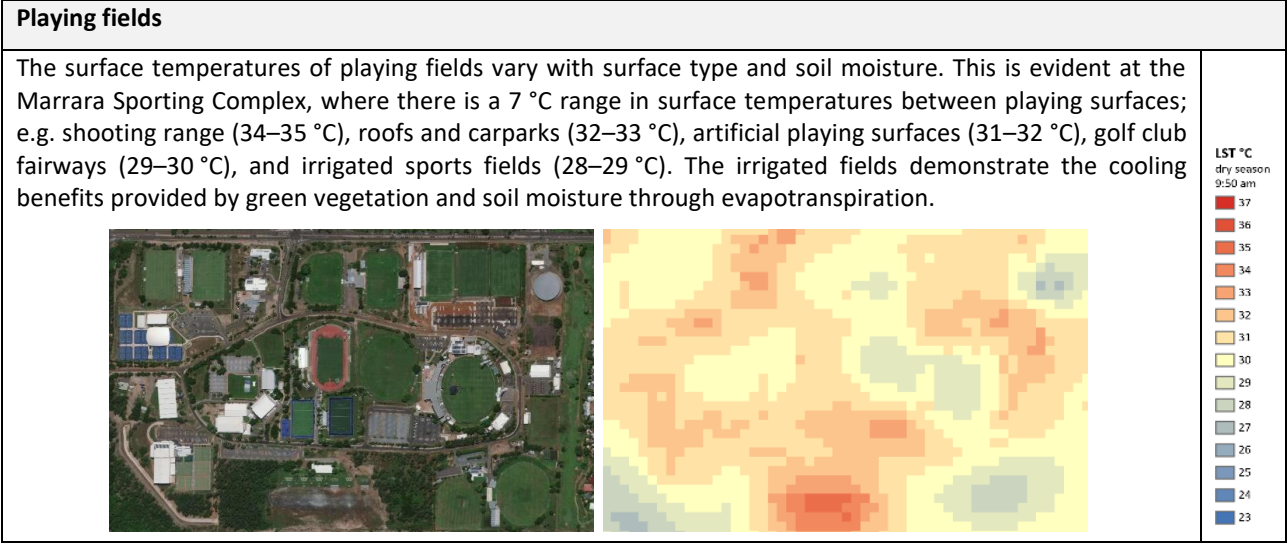 Playing fields
The surface temperatures of playing fields vary with surface type and soil moisture. This is evident at the
Marrara Sporting Complex, where there is a 7 °C range in surface temperatures between playing surfaces;
e.g. shooting range (34–35 °C), roofs and carparks (32–33 °C), artificial playing surfaces (31–32 °C), golf club
fairways (29–30 °C), and irrigated sports fields (28–29 °C). The irrigated fields demonstrate the cooling
benefits provided by green vegetation and soil moisture through evapotranspiration.
LST °C
dry season
9:50 am
37
36
35
34
33
32
31
30
29
28
27
26
25
24
23